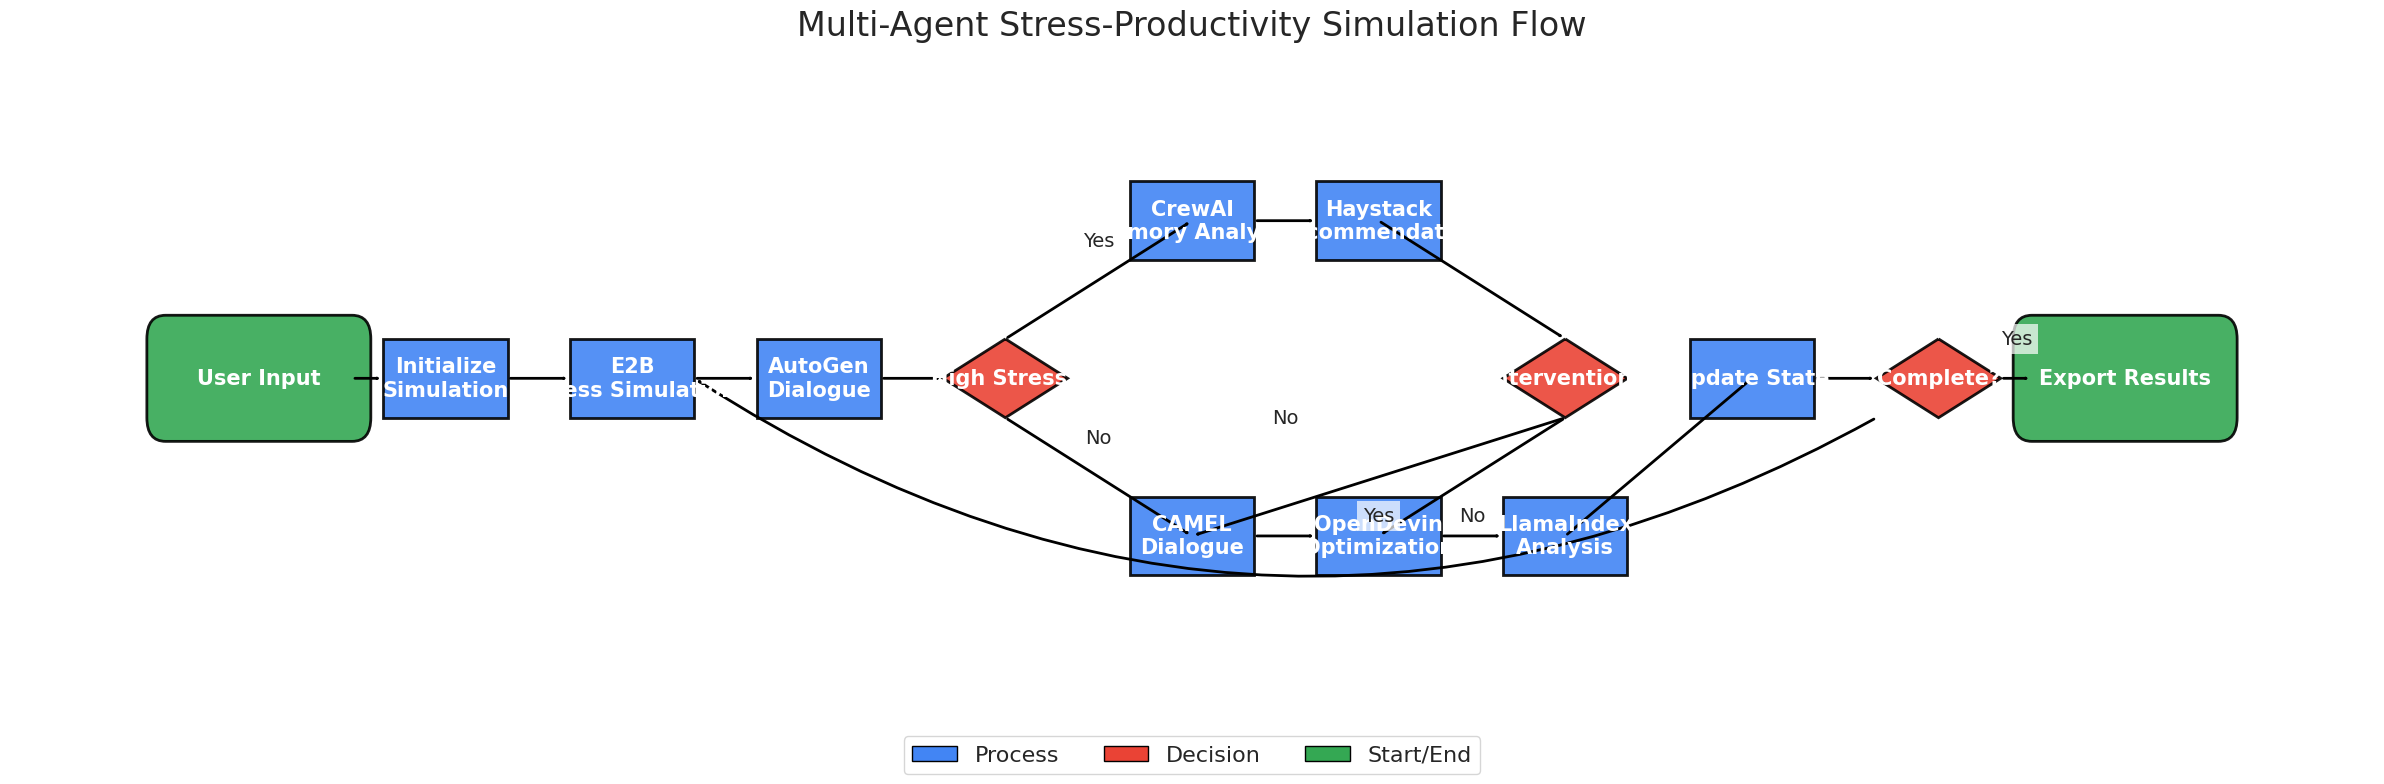 Multi-Agent Stress-Productivity Simulation Flow
CrewAI
mory Analy
Haystack
commendat
Yes
User Input
Initialize
Simulation
E2B
ess Simulat
AutoGen
Dialogue
igh Stress
tervention
pdate Stat
Complete?
Yes
Export Results
No
No
CAMEL
Dialogue
Yes
OpenDevin
Optimization
No
LlamaIndex
Analysis
Process
Decision
Start/End